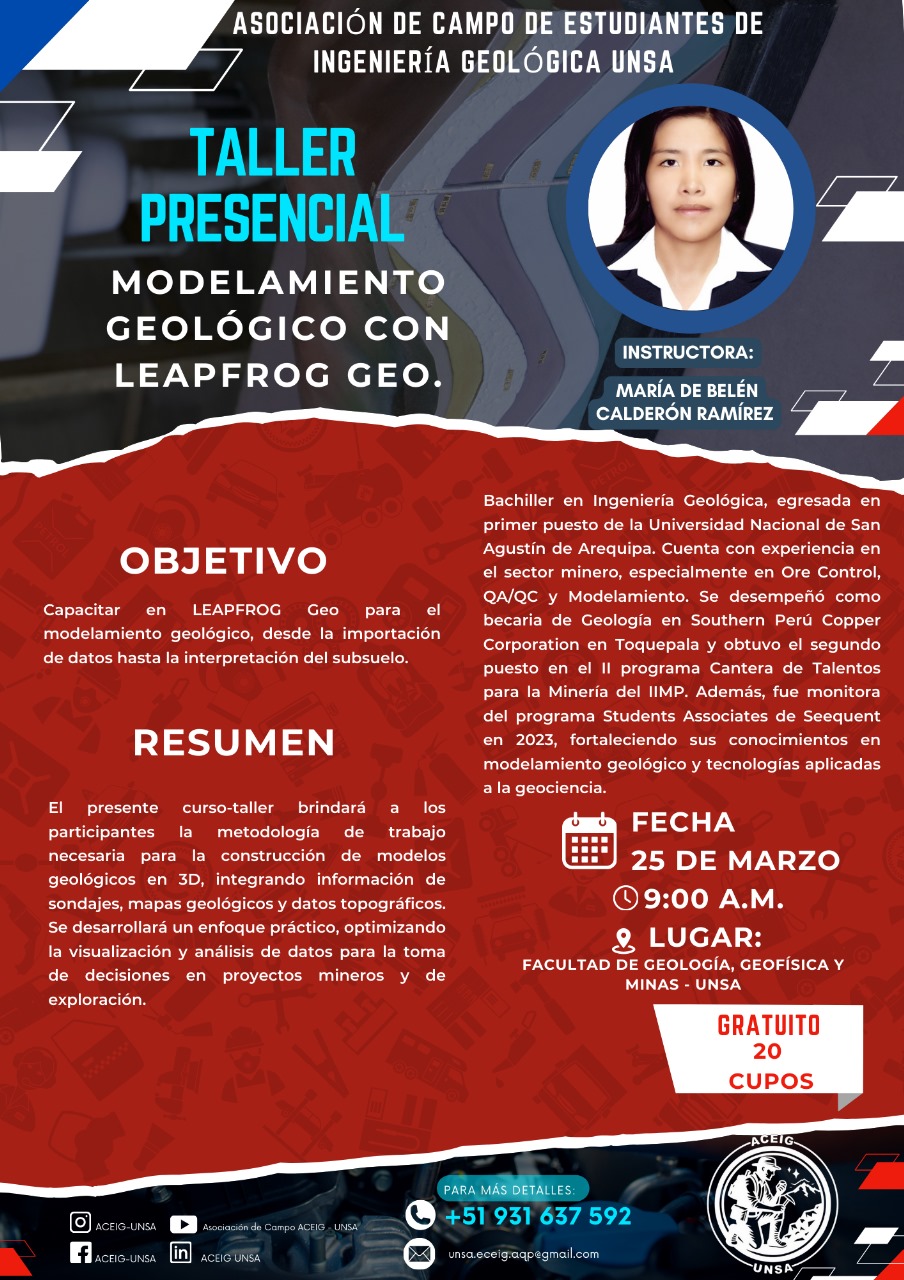 ASOCIACIÓN DE CAMPO DE ESTUDIANTES DE
INGENIERÍA GEOLÓGICA UNSA
TALLER
PRESENCIAL
MODELAMIENTO
GEOLÓGICO CON
LEAPFROG GEO.
INSTRUCTORA:
MARÍA DE BELÉN
CALDERÓN RAMÍREZ
OBJETIVO
Capacitar en LEAPFROG Geo para el
modelamiento geológico, desde la importación
de datos hasta la interpretación del subsuelo.
RESUMEN
El presente curso-taller brindará a los
participantes la metodología de trabajo
necesaria para la construcción de modelos
geológicos en 3D, integrando información de
sondajes, mapas geológicos y datos topográficos.
Se desarrollará un enfoque práctico, optimizando
la visualización y análisis de datos para la toma
de decisiones en proyectos mineros y de
exploración.
Bachiller en Ingeniería Geológica, egresada en
primer puesto de la Universidad Nacional de San
Agustín de Arequipa. Cuenta con experiencia en
el sector minero, especialmente en Ore Control,
QA/QC y Modelamiento. Se desempeñó como
becaria de Geología en Southern Perú Copper
Corporation en Toquepala y obtuvo el segundo
puesto en el II programa Cantera de Talentos
para la Minería del IIMP. Además, fue monitora
del programa Students Associates de Seequent
en 2023, fortaleciendo sus conocimientos en
modelamiento geológico y tecnologías aplicadas
a la geociencia.
FECHA
25 DE MARZO
9:00 A.M.
LUGAR:
FACULTAD DE GEOLOGÍA, GEOFÍSICA Y
MINAS - UNSA
GRATUITO
20
CUPOS
PARA MÁS DETALLES:
+51 931 637 592
unsa.eceig.aqp@gmail.com
ACEIG-UNSA
Asociación de Campo ACEIG - UNSA
ACEIG-UNSA
ACEIG UNSA
ACEIG
UNSA